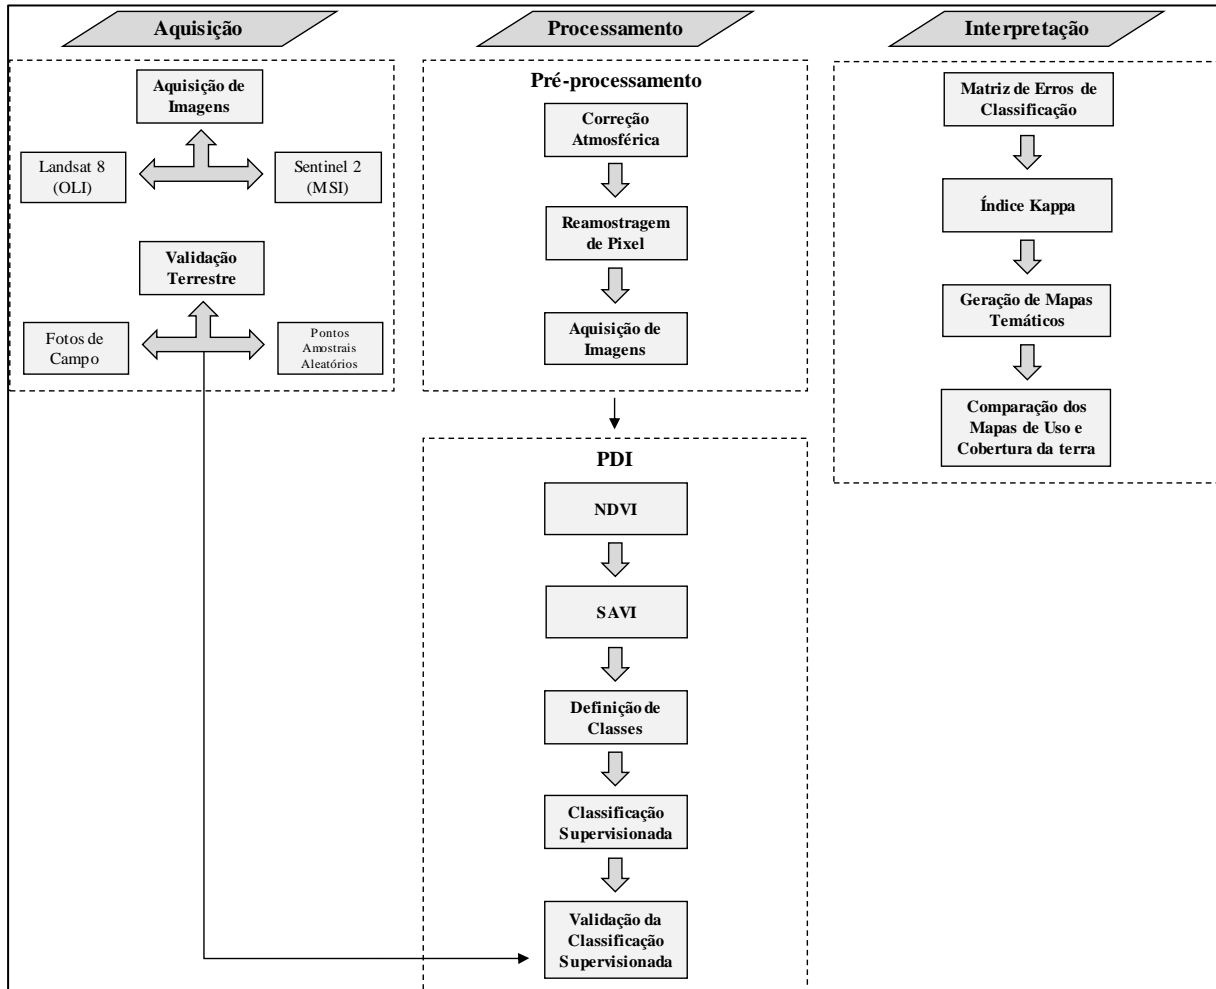 Aquisição
Aquisição de
Imagens
Landsat 8
(OLI)
Sentinel 2
(MSI)
Validação
Terrestre
Fotos de
Campo
Pontos
Amostrais
Aleatórios
Processamento
Pré-processamento
Correção
Atmosférica
Reamostragem
de Pixel
Aquisição de
Imagens
PDI
NDVI
SAVI
Definição de
Classes
Classificação
Supervisionada
Validação da
Classificação
Supervisionada
Interpretação
Matriz de Erros de
Classificação
Índice Kappa
Geração de Mapas
Temáticos
Comparação dos
Mapas de Uso e
Cobertura da terra